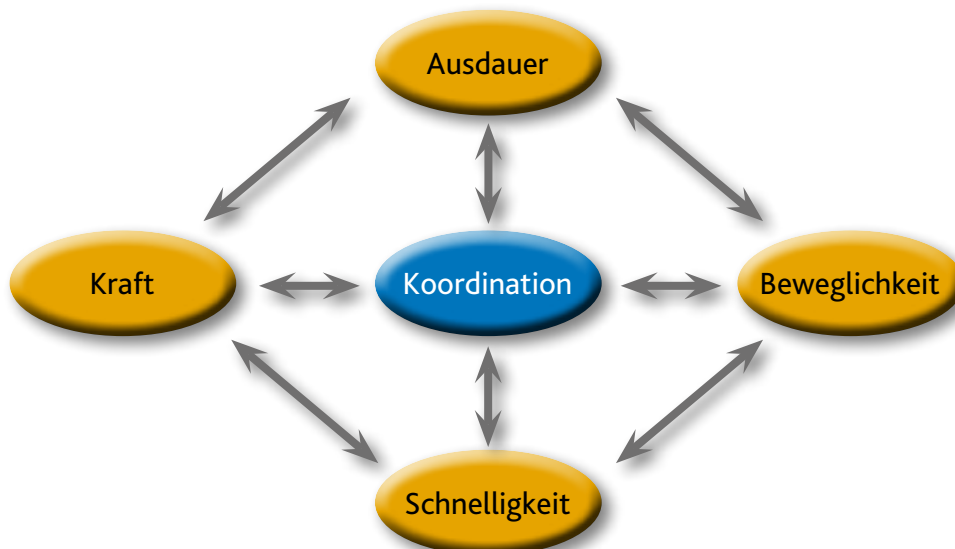 Ausdauer
Kraft
Koordination
Beweglichkeit
Schnelligkeit